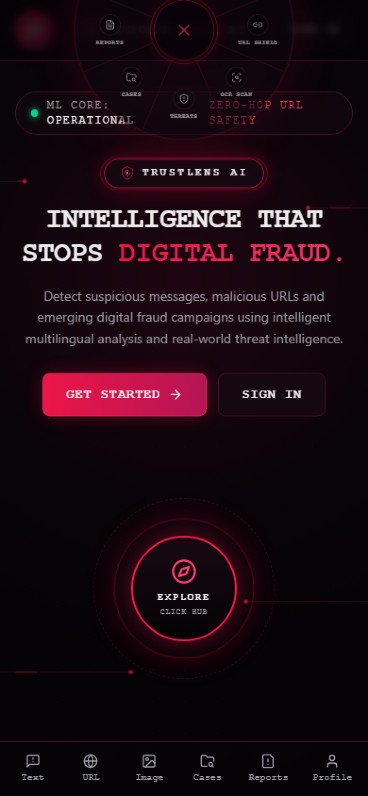 REPORTS
URL SHIELD
CASES
OCR SCAN
THREATS
ML CORE:
OPERATIONAL
ZERO-HOP URL
SAFETY
TRUSTLENS AI
INTELLIGENCE THAT
STOPS DIGITAL FRAUD.
Detect suspicious messages, malicious URLs and
emerging digital fraud campaigns using intelligent
multilingual analysis and real-world threat intelligence.
GET STARTED →
SIGN IN
EXPLORE
CLICK HUB
Text
URL
Image
Cases
Reports
Profile